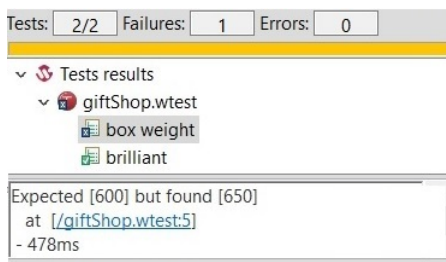 Tests: 2/2 Failures: 1 Errors: 0
Tests results
giftShop.wtest
box weight
brilliant
Expected [600] but found [650]
at [/giftShop.wtest:5]
- 478ms